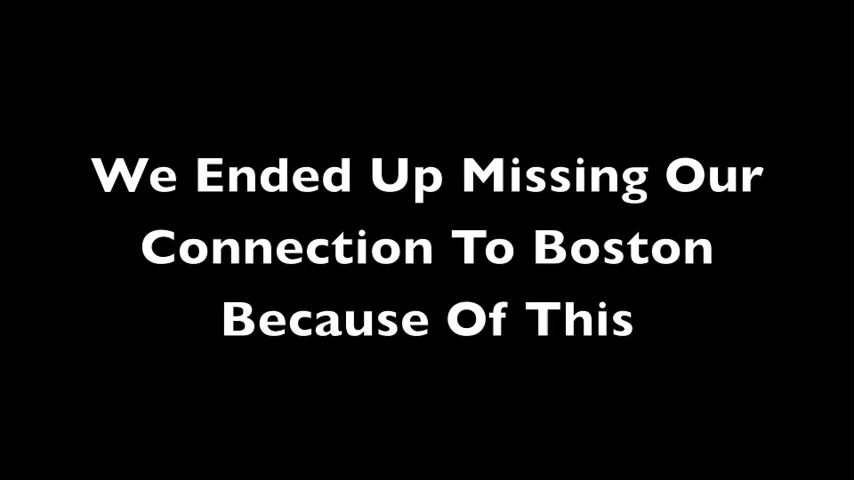 We Ended Up Missing Our
Connection To Boston
Because Of This